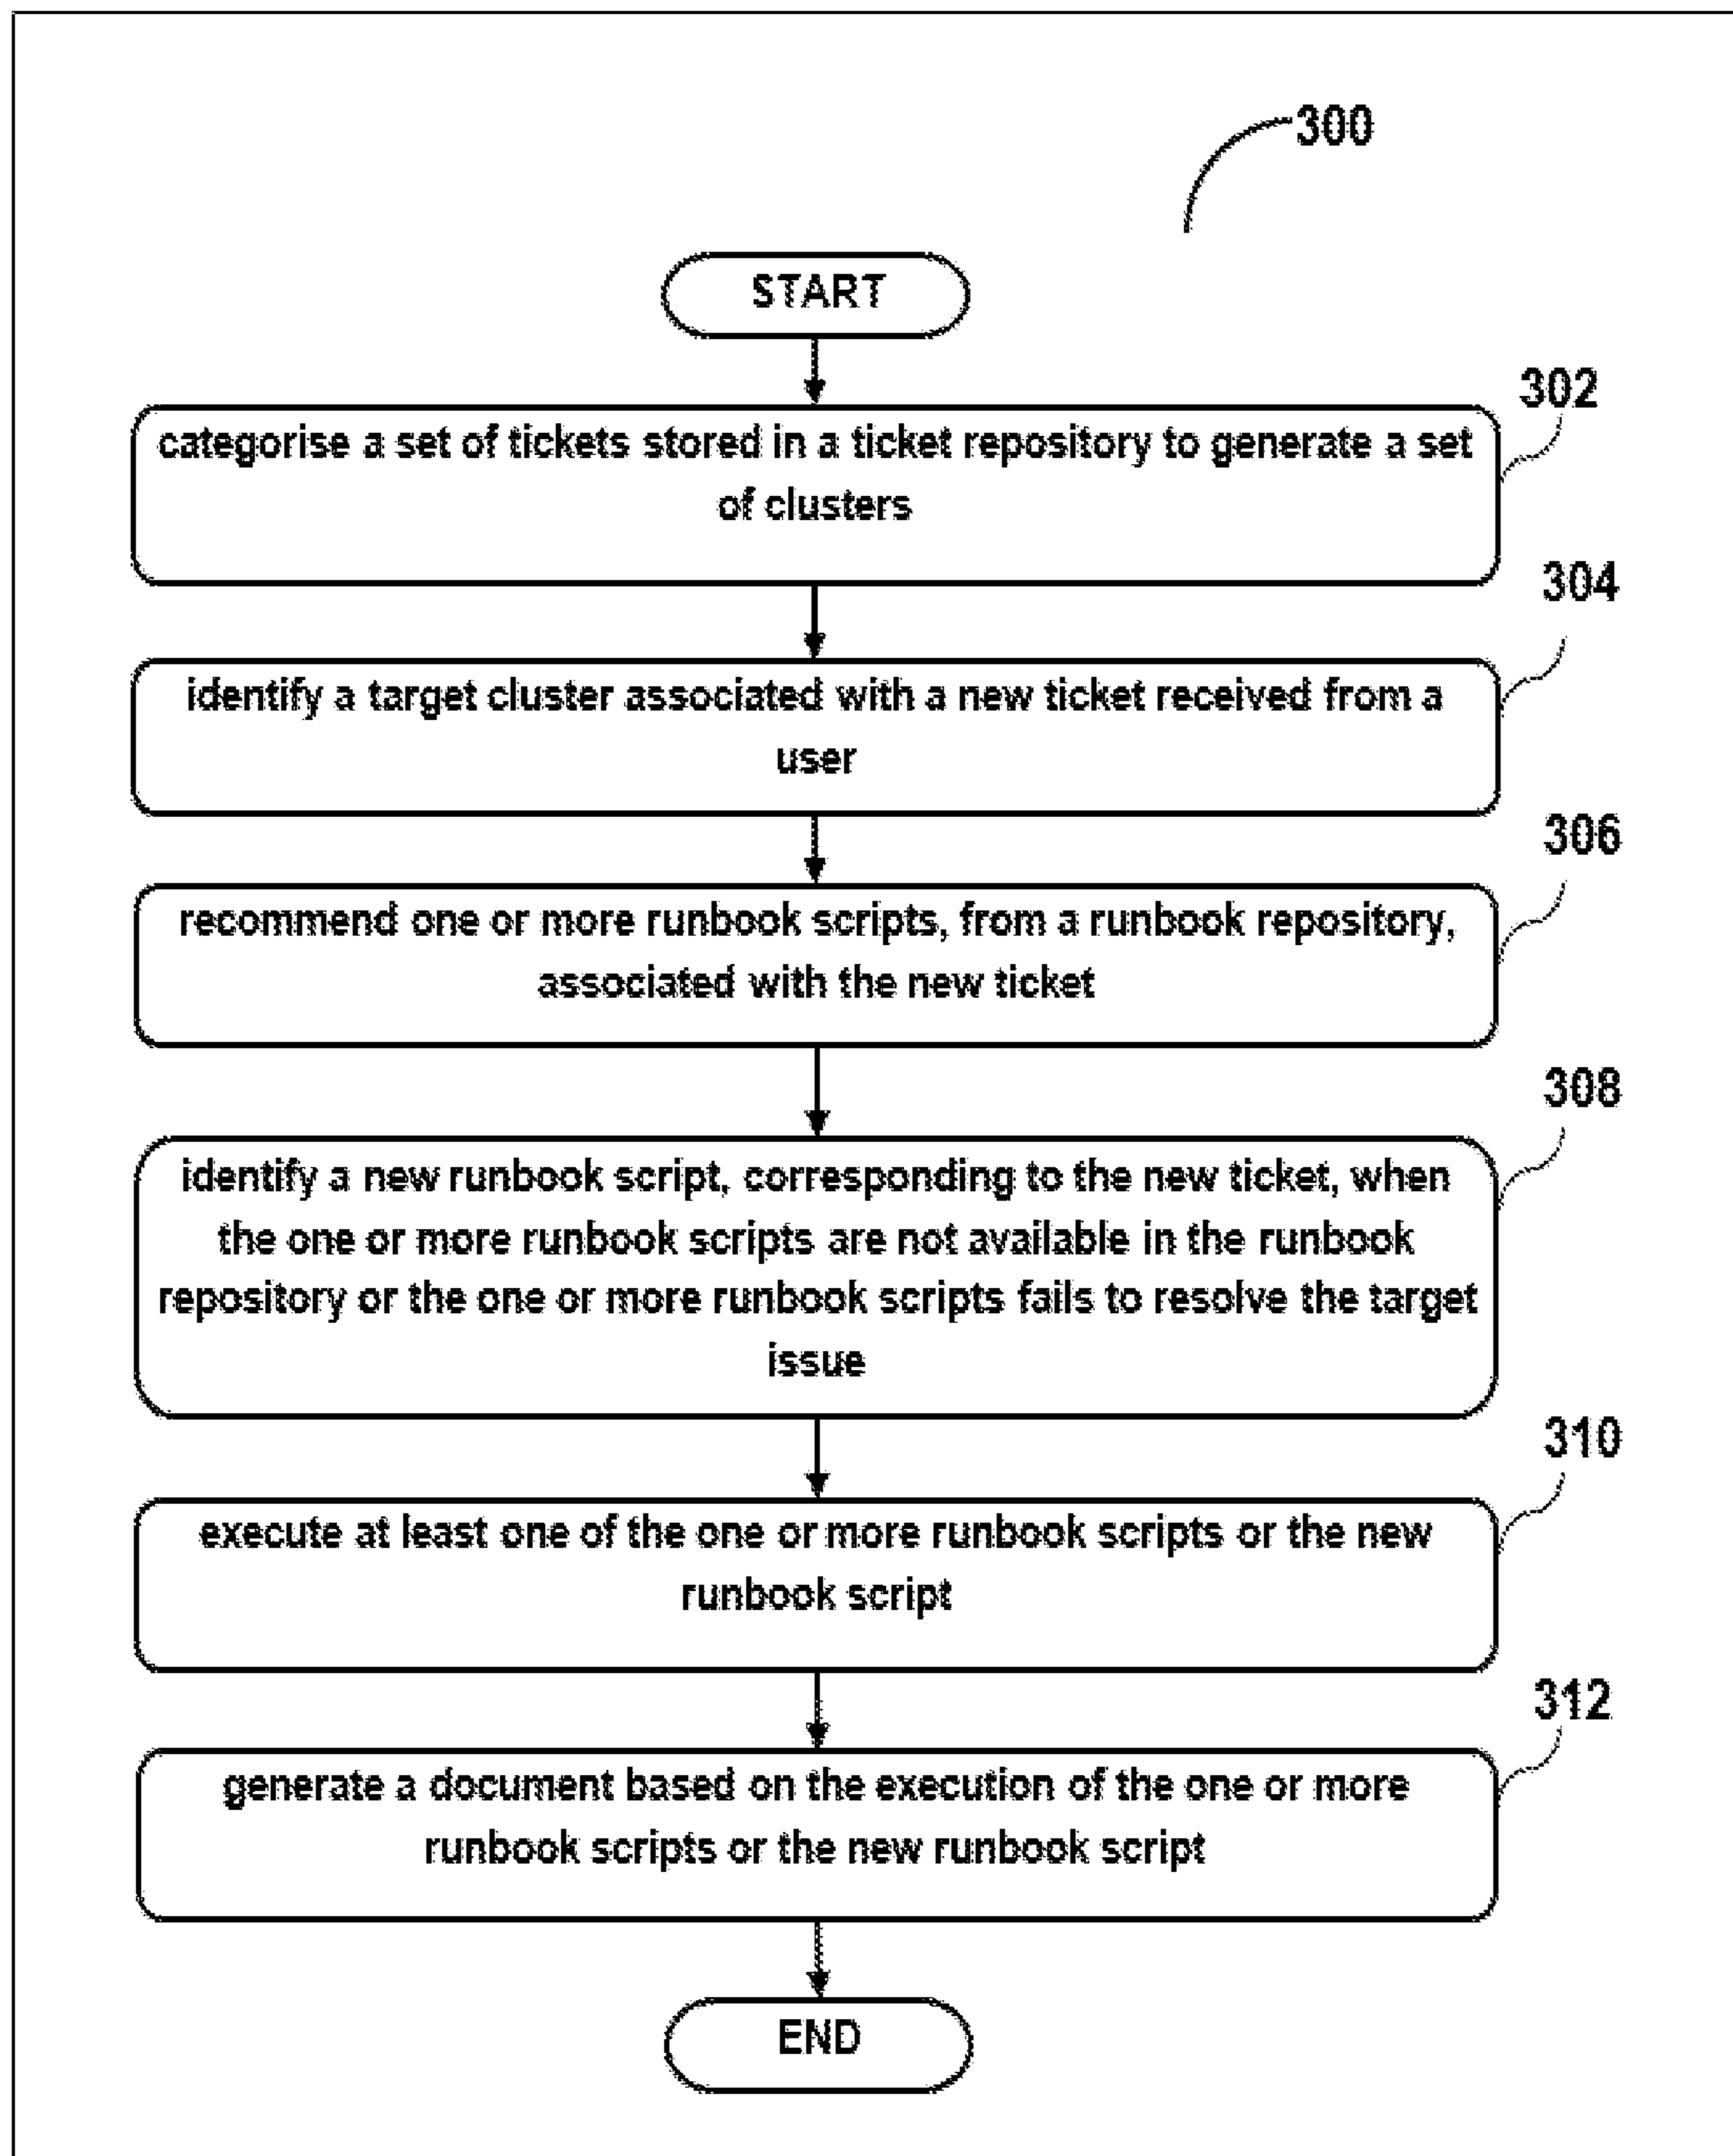 300
START
302
categorise a set of tickets stored in a ticket repository to generate a set
of clusters
304
identify a target cluster associated with a new ticket received from a
user
306
recommend one or more runbook scripts, from a runbook repository,
associated with the new ticket
308
identify a new runbook script, corresponding to the new ticket, when
the one or more runbook scripts are not available in the runbook
repository or the one or more runbook scripts fails to resolve the target
issue
310
execute at least one of the one or more runbook scripts or the new
runbook script
312
generate a document based on the execution of the one or more
runbook scripts or the new runbook script
END